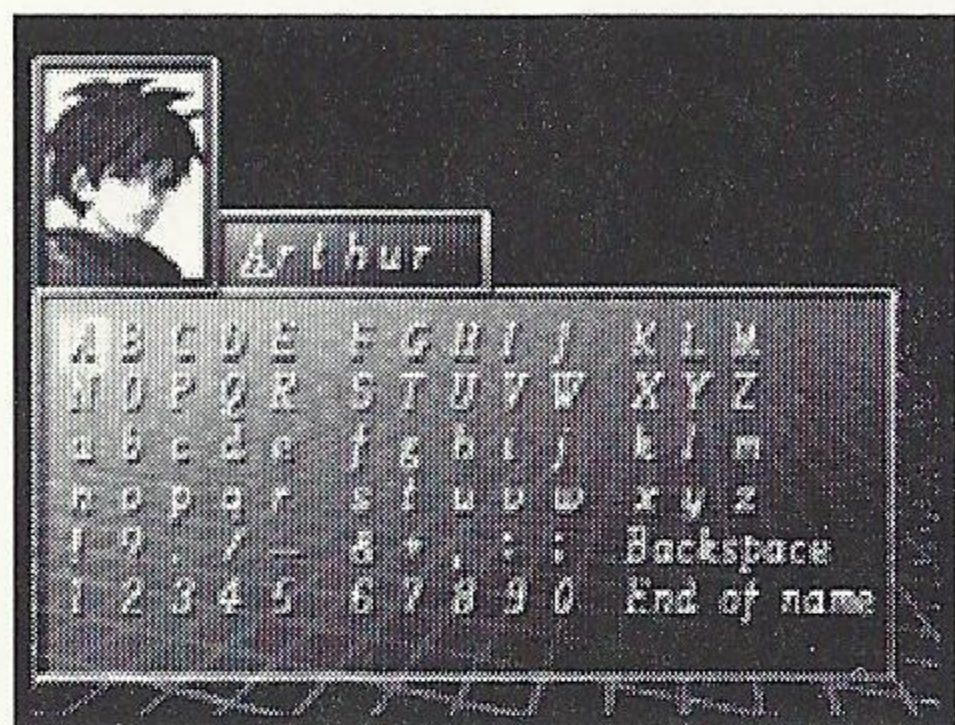 Arthur
A B C D E F G H I J K L M
N O P Q R S T U V W X Y Z
a b c d e f g h i j k l m
n o p q r s t u v w x y z
! ? . / _ & + , : ; Backspace
1 2 3 4 5 6 7 8 9 0 End of name